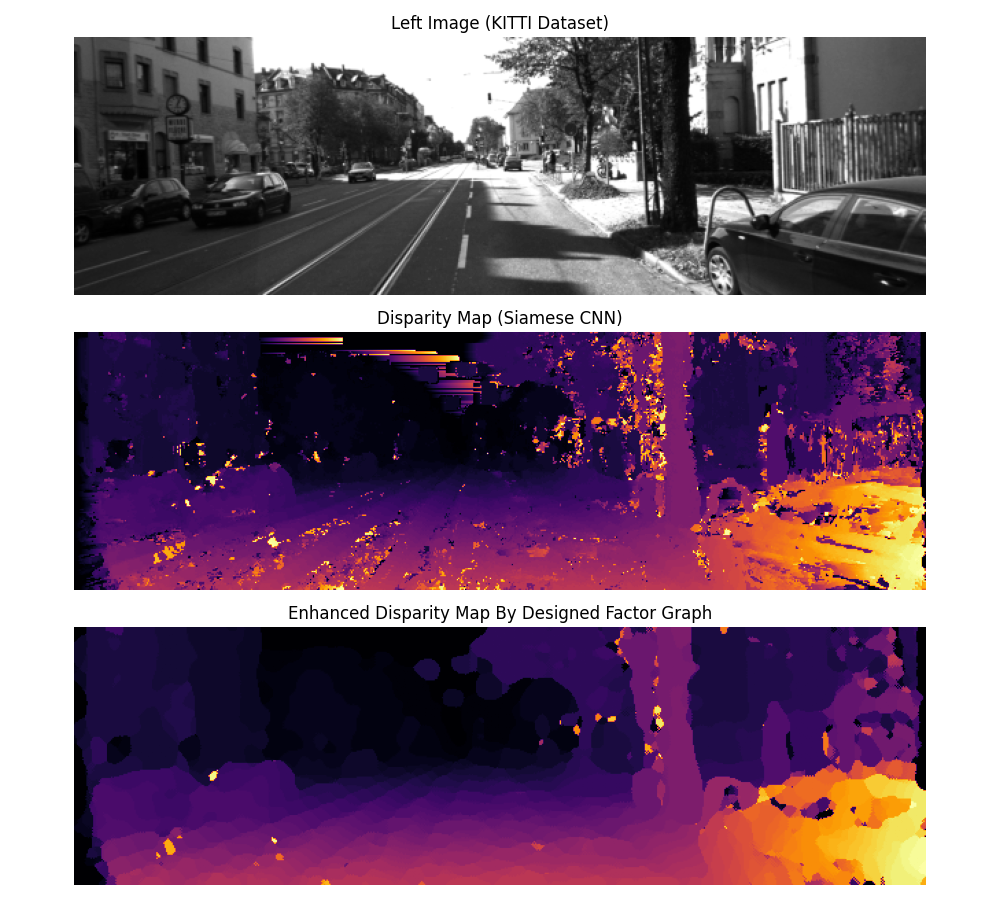 Left Image (KITTI Dataset)
Disparity Map (Siamese CNN)
Enhanced Disparity Map By Designed Factor Graph